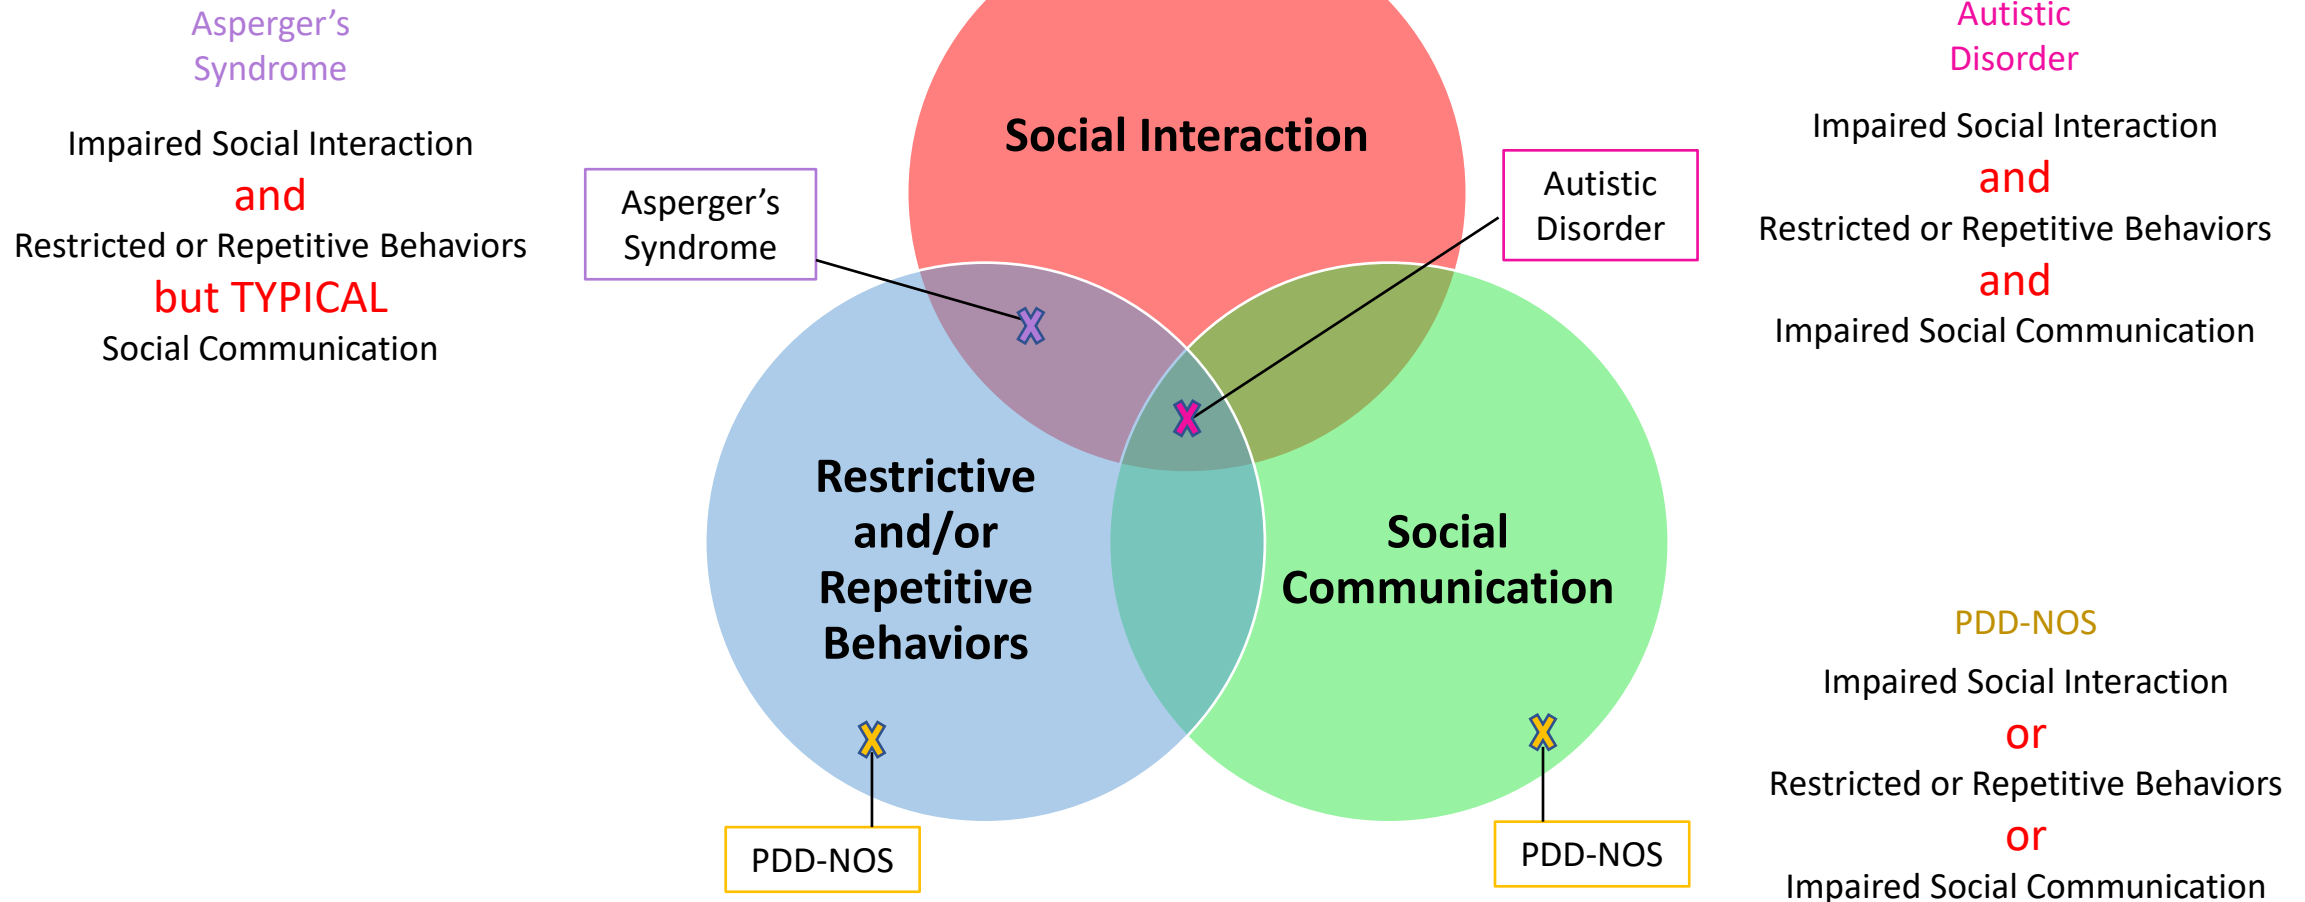 Asperger's
Syndrome
Impaired Social Interaction
and
Restricted or Repetitive Behaviors
but TYPICAL
Social Communication
Asperger's
Syndrome
Social Interaction
Autistic
Disorder
Restrictive
and/or
Repetitive
Behaviors
Social
Communication
PDD-NOS
PDD-NOS
Autistic
Disorder
Impaired Social Interaction
and
Restricted or Repetitive Behaviors
and
Impaired Social Communication
PDD-NOS
Impaired Social Interaction
or
Restricted or Repetitive Behaviors
or
Impaired Social Communication